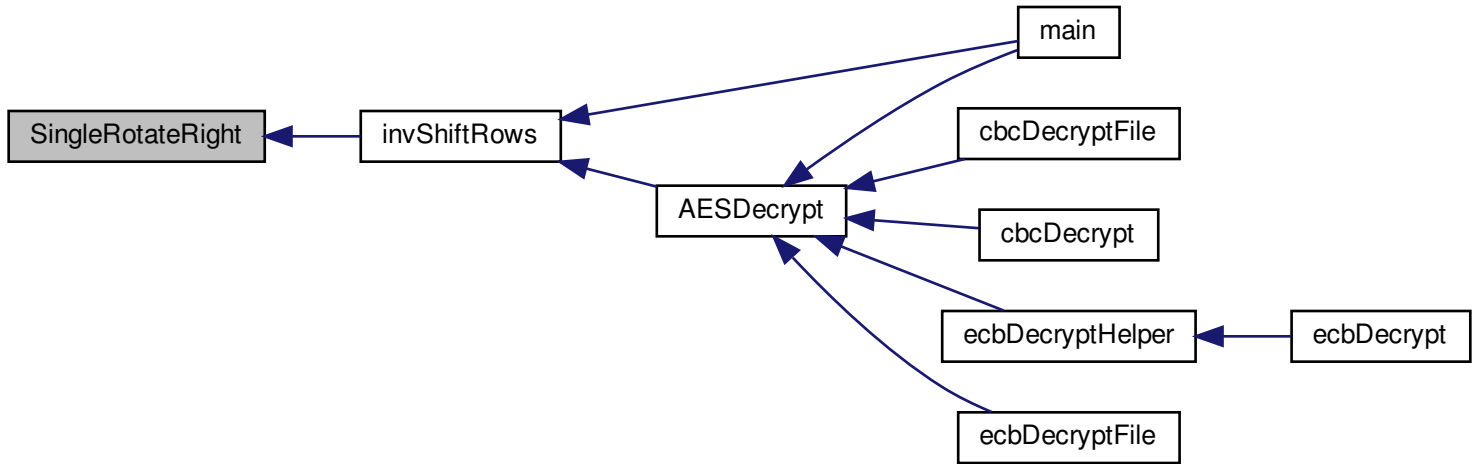 main
SingleRotateRight
invShiftRows
cbcDecryptFile
AESDecrypt
cbcDecrypt
ecbDecryptHelper
ecbDecrypt
ecbDecryptFile